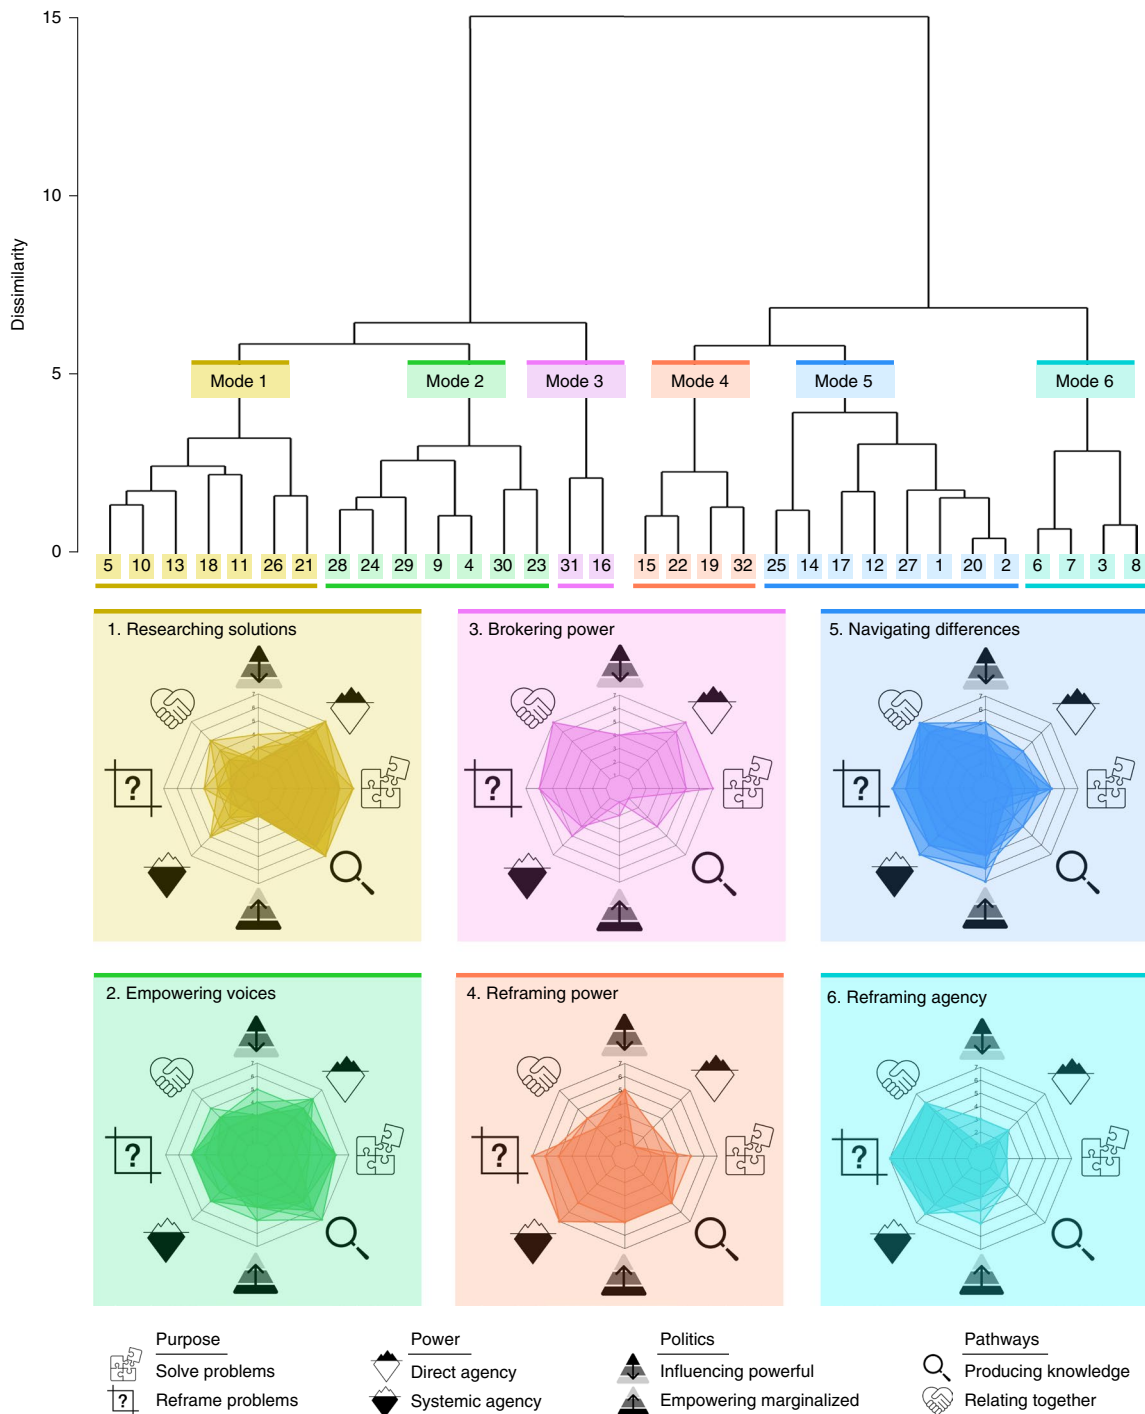 15
10
5
0
Dissimilarity
Mode 1 Mode 2 Mode 3 Mode 4 Mode 5 Mode 6
5 10 13 18 11 26 21 28 24 29 9 4 30 23 31 16 15 22 19 32 25 14 17 12 27 1 20 2 6 7 3 8
1. Researching solutions
?
3. Brokering power
?
5. Navigating differences
?
2. Empowering voices
?
4. Reframing power
?
6. Reframing agency
?
Purpose Power Politics Pathways
Solve problems Direct agency Influencing powerful Producing knowledge
? Reframe problems Systemic agency Empowering marginalized Relating together